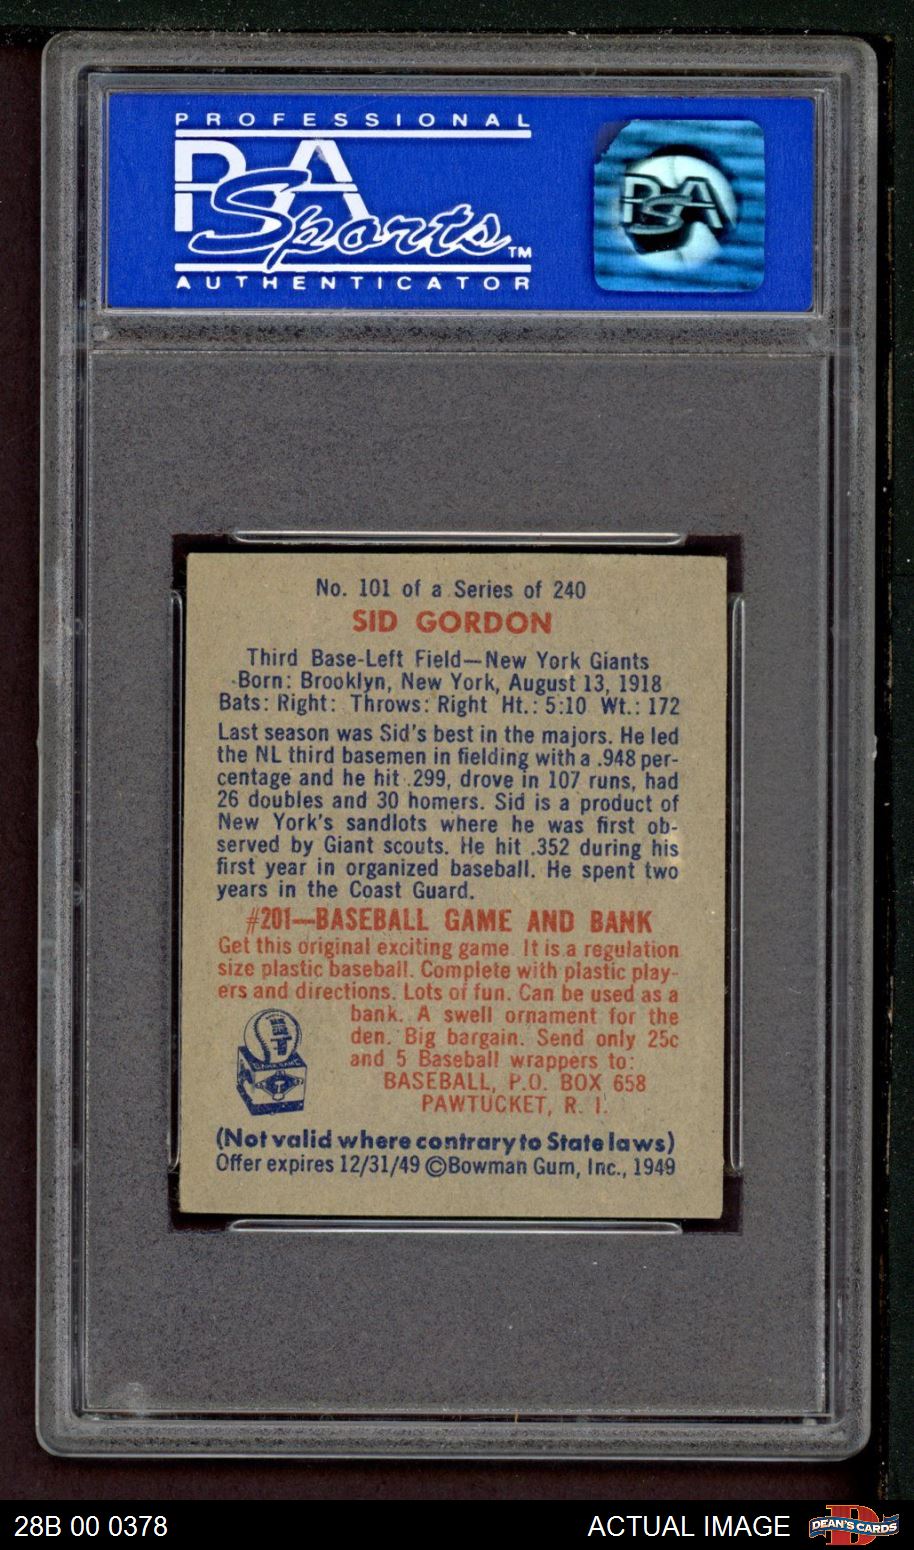 PROFESSIONAL
PSA
Sports™
AUTHENTICATOR
PSA
No. 101 of a Series of 240
SID GORDON
Third Base-Left Field—New York Giants
Born: Brooklyn, New York, August 13, 1918
Bats: Right: Throws: Right Ht.: 5:10 Wt.: 172
Last season was Sid's best in the majors. He led
the NL third basemen in fielding with a .948 per-
centage and he hit .299, drove in 107 runs, had
26 doubles and 30 homers. Sid is a product of
New York's sandlots where he was first ob-
served by Giant scouts. He hit .352 during his
first year in organized baseball. He spent two
years in the Coast Guard.
#201—BASEBALL GAME AND BANK
Get this original exciting game. It is a regulation
size plastic baseball. Complete with plastic play-
ers and directions. Lots of fun. Can be used as a
bank. A swell ornament for the
den. Big bargain. Send only 25c
and 5 Baseball wrappers to:
BASEBALL, P.O. BOX 658
PAWTUCKET, R. I.
(Not valid where contrary to State laws)
Offer expires 12/31/49 ©Bowman Gum, Inc., 1949
28B 00 0378
ACTUAL IMAGE
DEAN'S CARDS